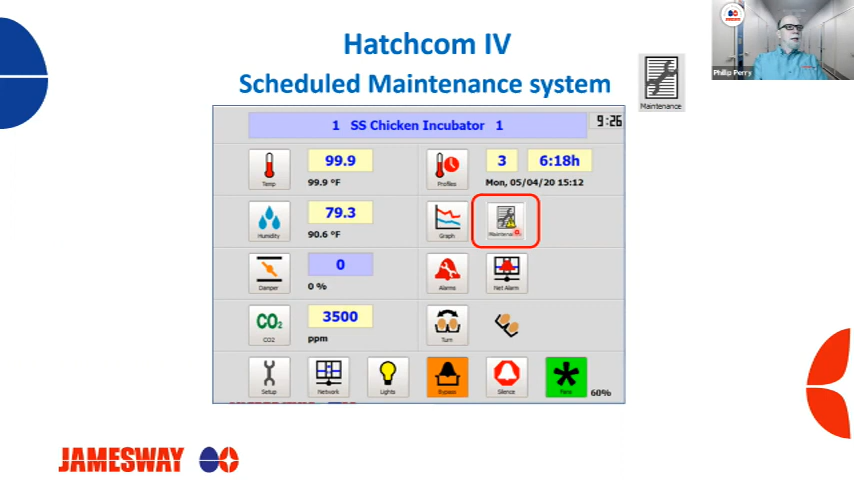 Hatchcom IV
Scheduled Maintenance system
Maintenance
Phillip Perry
1 SS Chicken Incubator 1
9:26
Temp
99.9
99.9 °F
Profiles
3
6:18h
Mon, 05/04/20 15:12
Humidity
79.3
90.6 °F
Graph
Damper
0
0 %
Alarms
Net Alarm
CO₂
CO2
3500
ppm
Turn
Setup
Network
Lights
Bypass
Silence
Fans
60%
JAMESWAY